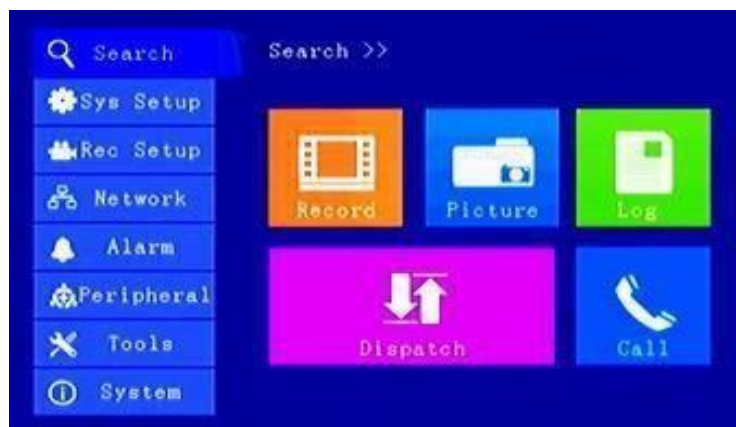 Search
Sys Setup
Rec Setup
Network
Alarm
Peripheral
Tools
System
Search >>
Record
Picture
Log
Dispatch
Call